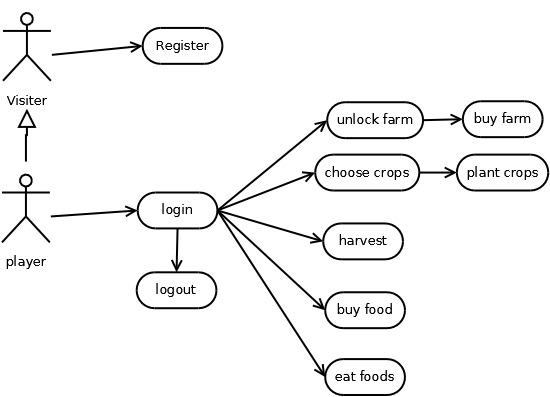 Register
Visiter
unlock farm
buy farm
choose crops
plant crops
login
harvest
player
logout
buy food
eat foods